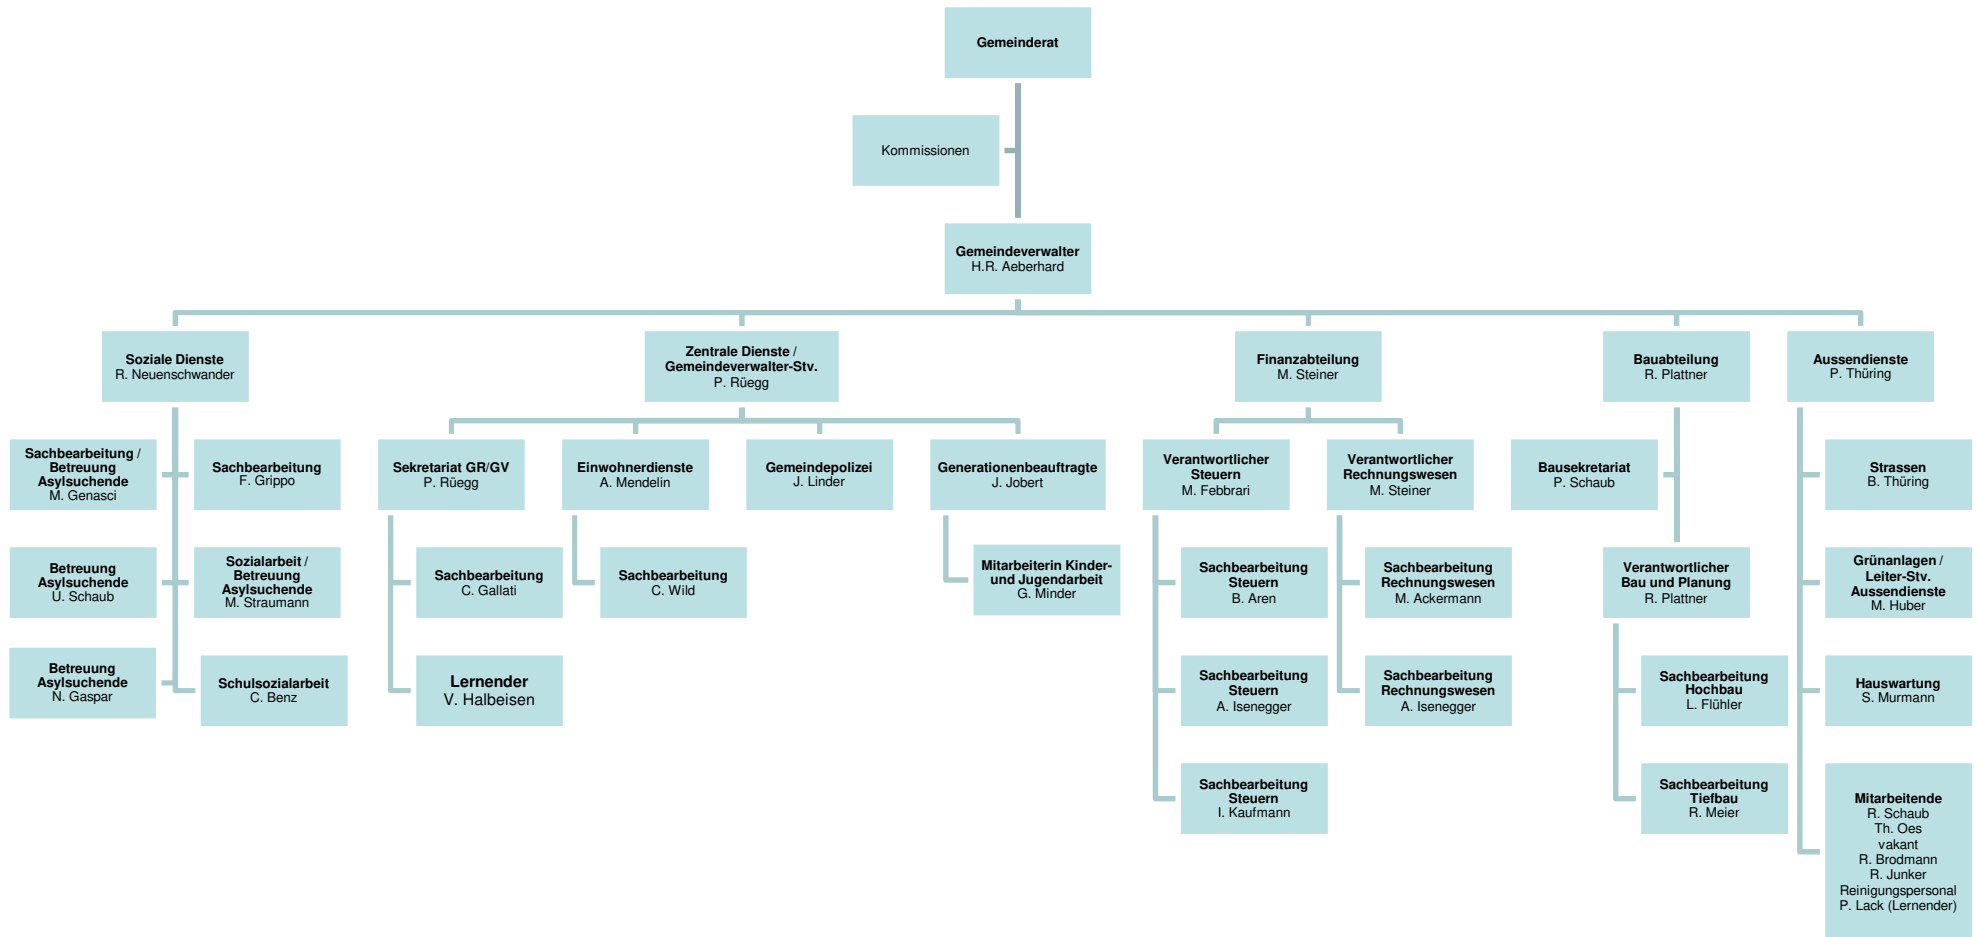 Gemeinderat
Kommissionen
Gemeindeverwalter
H.R. Aeberhard
Soziale Dienste
R. Neuenschwander
Zentrale Dienste /
Gemeindeverwalter-Stv.
P. Rüegg
Finanzabteilung
M. Steiner
Bauabteilung
R. Plattner
Aussendienste
P. Thüring
Sachbearbeitung /
Betreuung
Asylsuchende
M. Genasci
Sachbearbeitung
F. Grippo
Sekretariat GR/GV
P. Rüegg
Einwohnerdienste
A. Mendelin
Gemeindepolizei
J. Linder
Generationenbeauftragte
J. Jobert
Verantwortlicher
Steuern
M. Febbrari
Verantwortlicher
Rechnungswesen
M. Steiner
Bausekretariat
P. Schaub
Strassen
B. Thüring
Betreuung
Asylsuchende
U. Schaub
Sozialarbeit /
Betreuung
Asylsuchende
M. Straumann
Sachbearbeitung
C. Gallati
Sachbearbeitung
C. Wild
Mitarbeiterin Kinder-
und Jugendarbeit
G. Minder
Sachbearbeitung
Steuern
B. Aren
Sachbearbeitung
Rechnungswesen
M. Ackermann
Verantwortlicher
Bau und Planung
R. Plattner
Grünanlagen /
Leiter-Stv.
Aussendienste
M. Huber
Betreuung
Asylsuchende
N. Gaspar
Schulsozialarbeit
C. Benz
Lernender
V. Halbeisen
Sachbearbeitung
Steuern
A. Isenegger
Sachbearbeitung
Rechnungswesen
A. Isenegger
Sachbearbeitung
Hochbau
L. Flühler
Hauswartung
S. Murmann
Sachbearbeitung
Steuern
I. Kaufmann
Sachbearbeitung
Tiefbau
R. Meier
Mitarbeitende
R. Schaub
Th. Oes
vakant
R. Brodmann
R. Junker
Reinigungspersonal
P. Lack (Lernender)